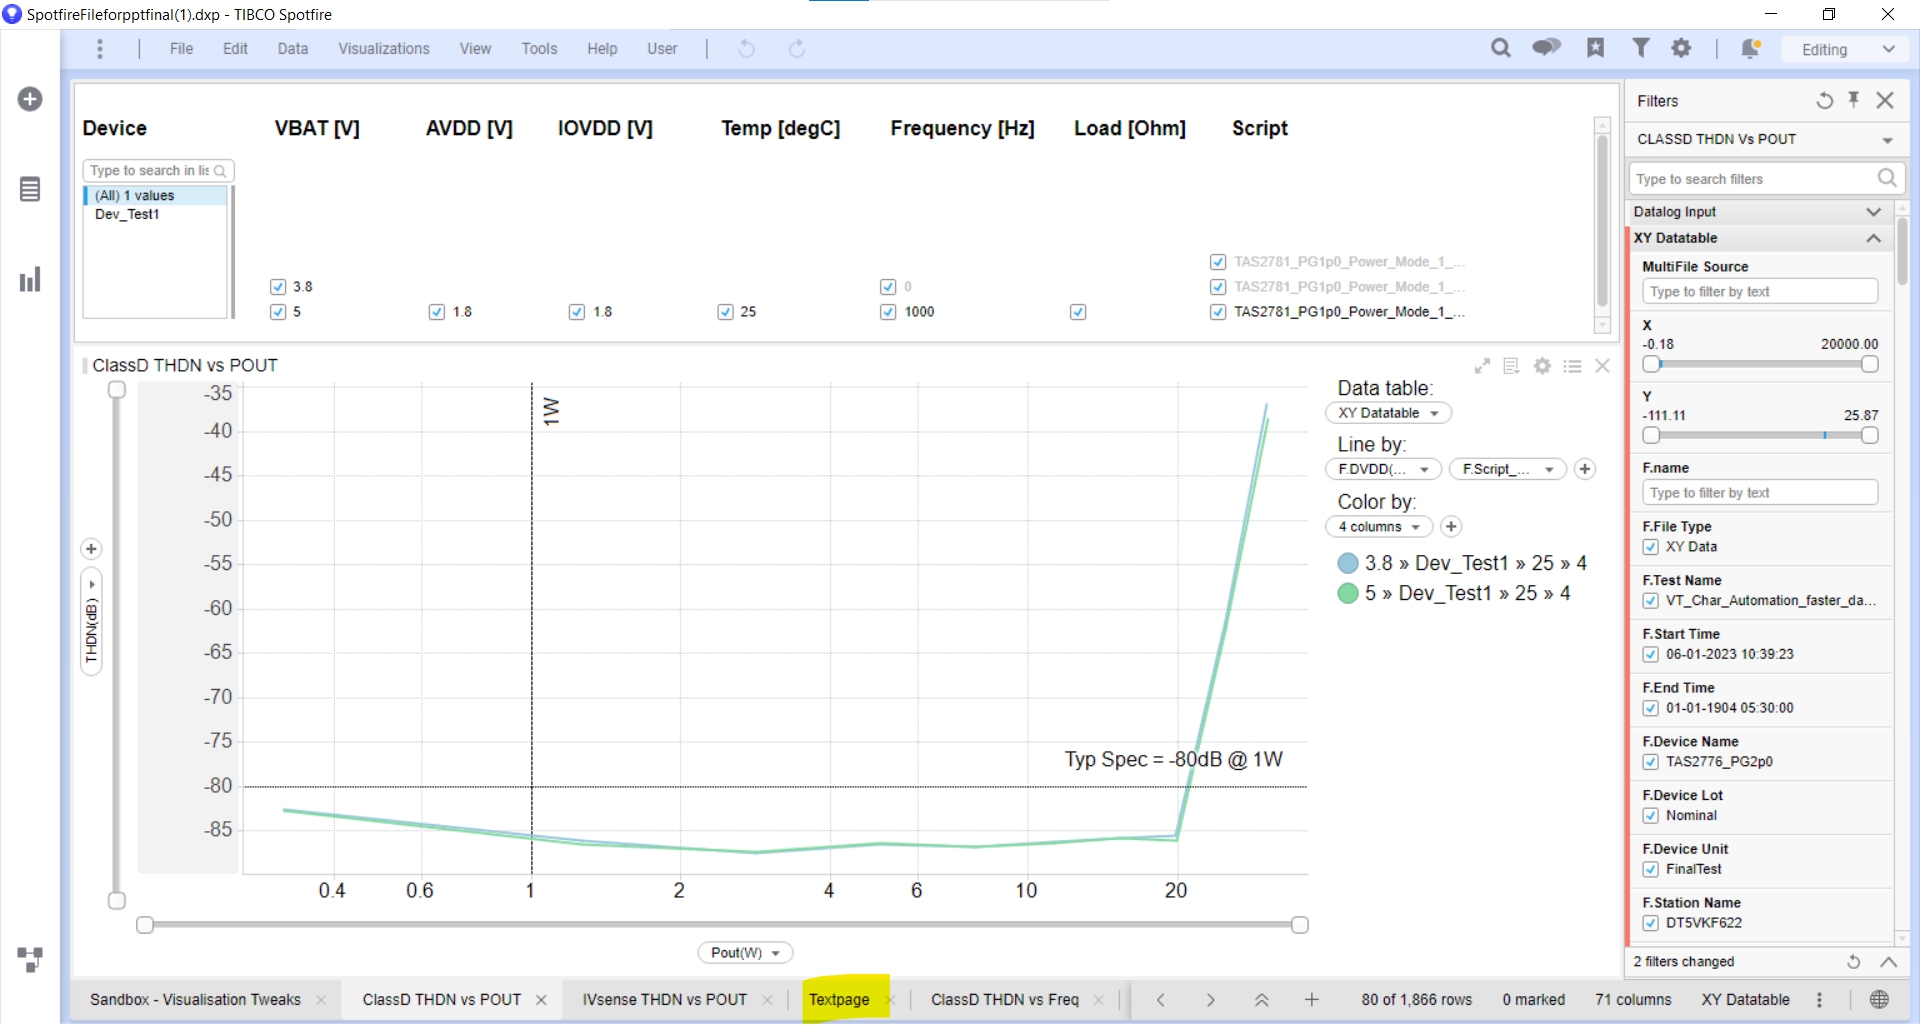 SpotfireFileforpptfinal(1).dxp - TIBCO Spotfire
File Edit Data Visualizations View Tools Help User
Editing
Device VBAT [V] AVDD [V] IOVDD [V] Temp [degC] Frequency [Hz] Load [Ohm] Script
Type to search in lis
(All) 1 values
Dev_Test1
TAS2781_PG1p0_Power_Mode_1_...
3.8 0 TAS2781_PG1p0_Power_Mode_1_...
5 1.8 1.8 25 1000 TAS2781_PG1p0_Power_Mode_1_...
ClassD THDN vs POUT
-35
-40
-45
-50
-55
-60
-65
-70
-75
-80
-85
THDN(dB)
1W
Typ Spec = -80dB @ 1W
0.4 0.6 1 2 4 6 10 20
Pout(W)
Data table:
XY Datatable
Line by:
F.DVDD(... F.Script_...
Color by:
4 columns
3.8 » Dev_Test1 » 25 » 4
5 » Dev_Test1 » 25 » 4
Filters
CLASSD THDN Vs POUT
Type to search filters
Datalog Input
XY Datatable
MultiFile Source
Type to filter by text
X
-0.18 20000.00
Y
-111.11 25.87
F.name
Type to filter by text
F.File Type
XY Data
F.Test Name
VT_Char_Automation_faster_da...
F.Start Time
06-01-2023 10:39:23
F.End Time
01-01-1904 05:30:00
F.Device Name
TAS2776_PG2p0
F.Device Lot
Nominal
F.Device Unit
FinalTest
F.Station Name
DT5VKF622
2 filters changed
Sandbox - Visualisation Tweaks ClassD THDN vs POUT IVsense THDN vs POUT Textpage ClassD THDN vs Freq 80 of 1,866 rows 0 marked 71 columns XY Datatable